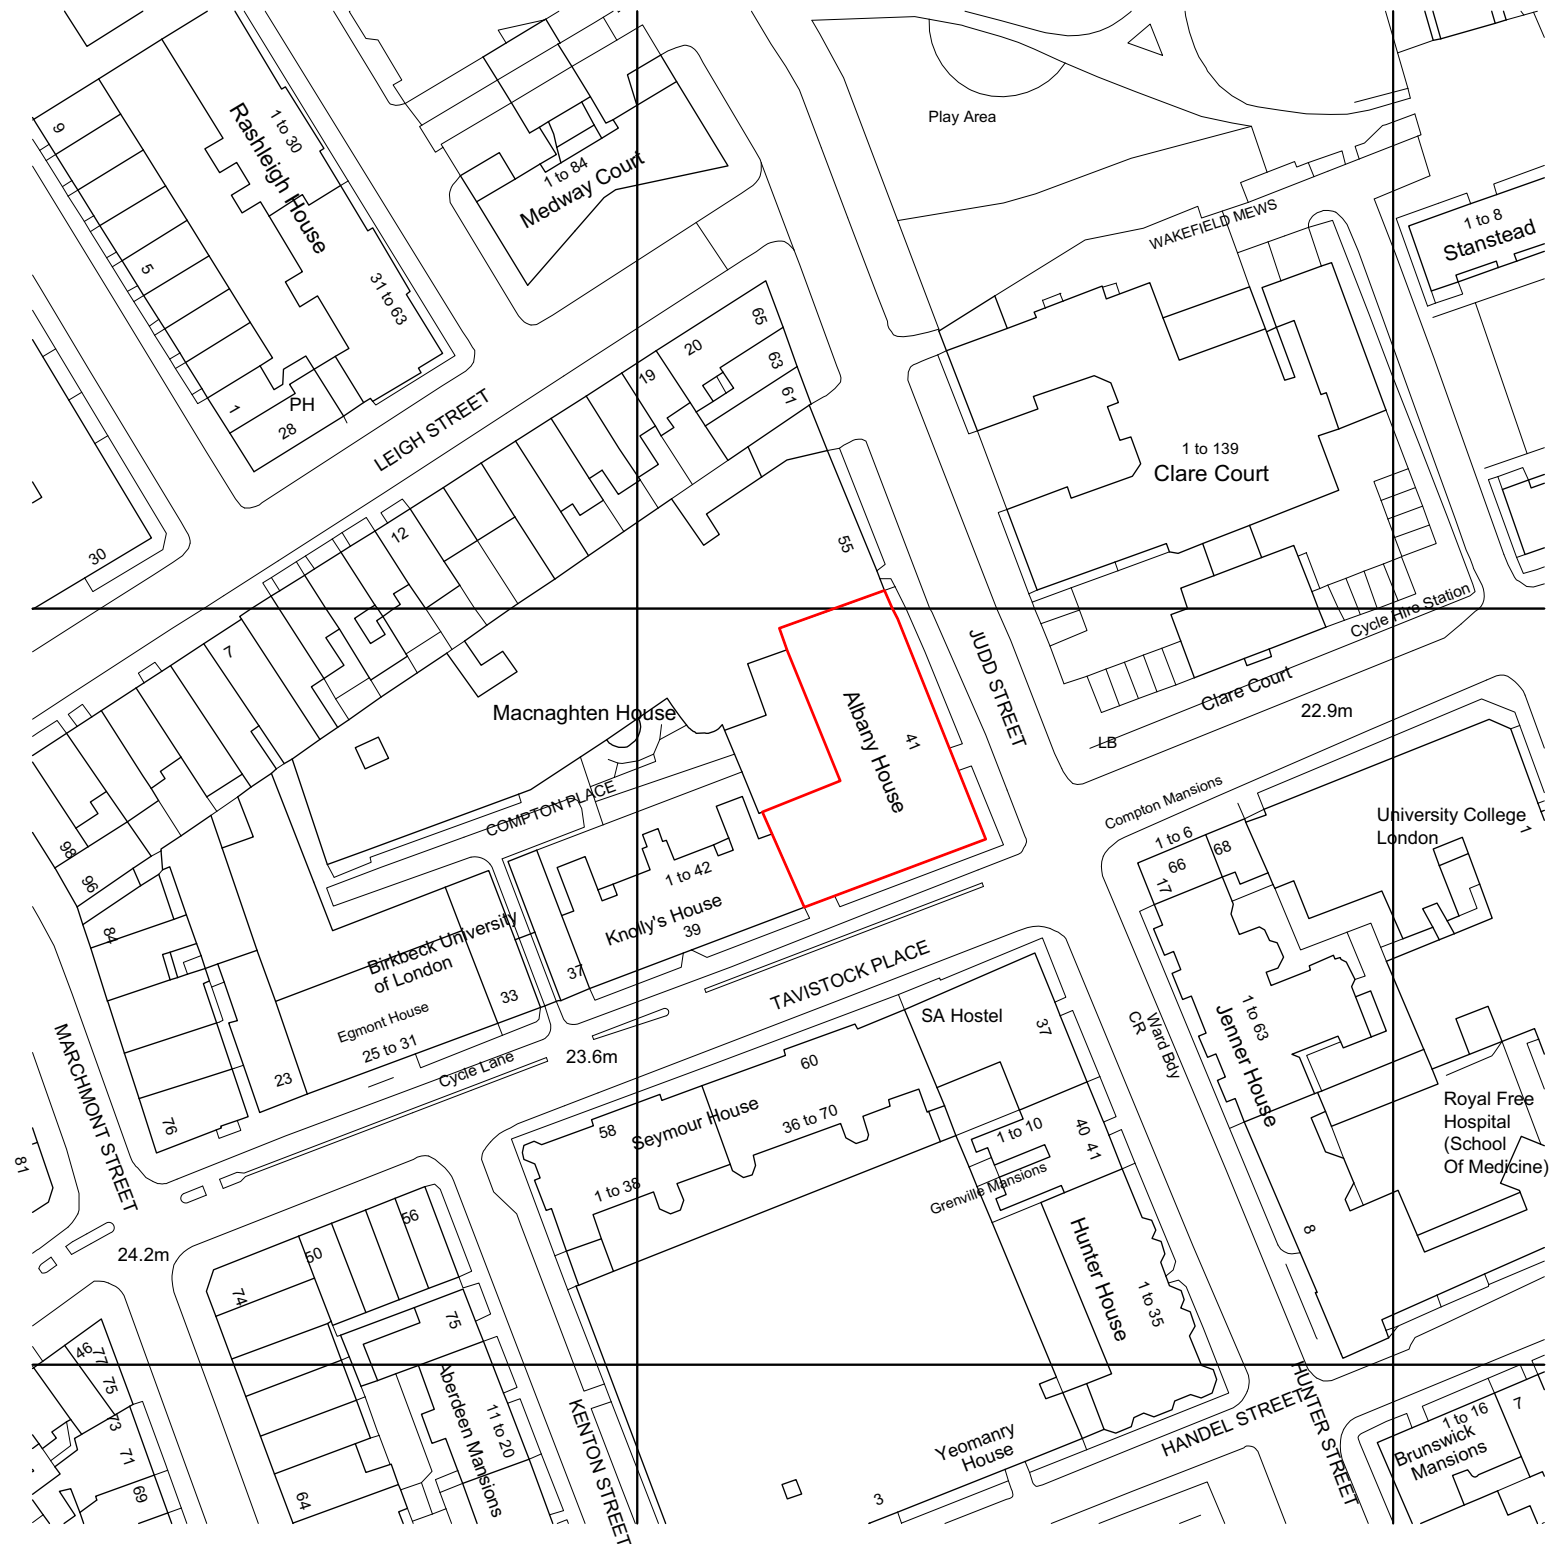 Play Area
9
1 to 30
Rashleigh House
1 to 84
Medway Court
WAKEFIELD MEWS
1 to 8
Stanstead
5
31 to 63
65
20
63
19
61
1
PH
28
LEIGH STREET
1 to 139
Clare Court
12
55
30
Cycle Hire Station
7
JUDD STREET
Clare Court
22.9m
LB
Macnaghten House
Albany House
41
COMPTON PLACE
Compton Mansions
University College
London
1
1 to 6
66
68
17
98
96
84
1 to 42
Knolly's House
39
37
Birkbeck University
of London
33
Egmont House
25 to 31
23
TAVISTOCK PLACE
SA Hostel
37
Ward Bdy
CR
1 to 63
Jenner House
MARCHMONT STREET
Cycle Lane
23.6m
60
76
58
Seymour House
36 to 70
1 to 10
40
41
Grenville Mansions
1 to 38
Royal Free
Hospital
(School
Of Medicine)
81
24.2m
56
50
74
75
Hunter House
1 to 35
8
46
77
75
73
71
69
64
Aberdeen Mansions
11 to 20
KENTON STREET
Yeomanry
House
3
HANDEL STREET
HUNTER STREET
1 to 16
Brunswick
Mansions
7